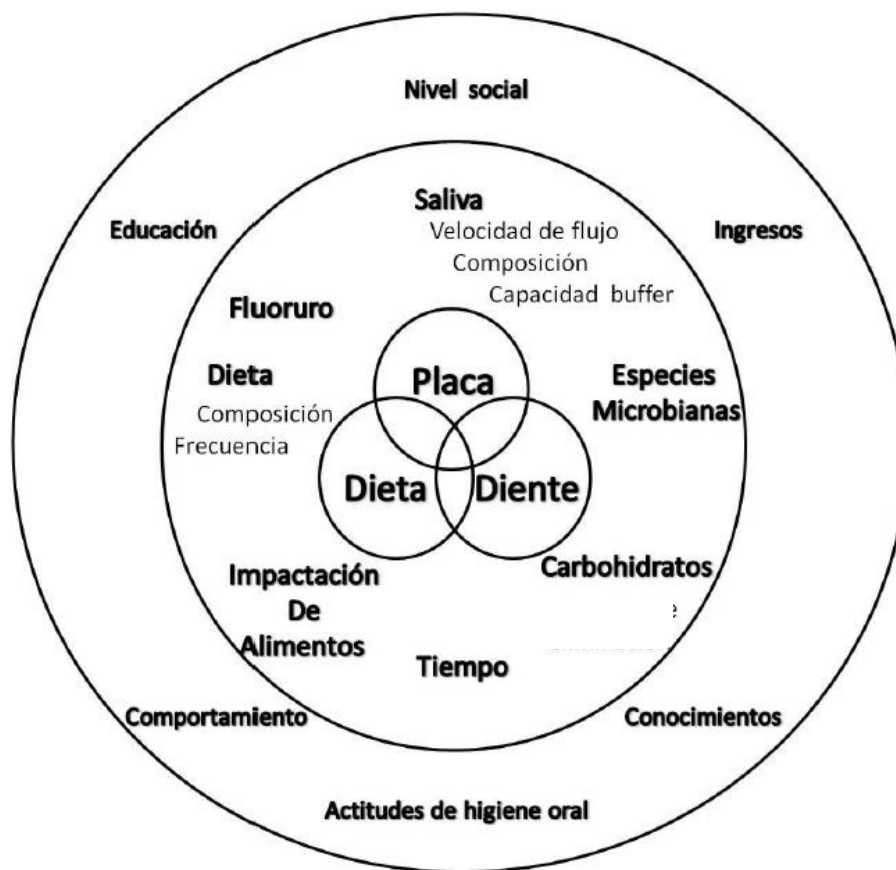 Nivel social
Educación
Ingresos
Saliva
Velocidad de flujo
Composición
Capacidad buffer
Fluoruro
Dieta
Composición
Frecuencia
Especies
Microbianas
Placa
Dieta
Diente
Impactación
De
Alimentos
Carbohidratos
Tiempo
Comportamiento
Conocimientos
Actitudes de higiene oral